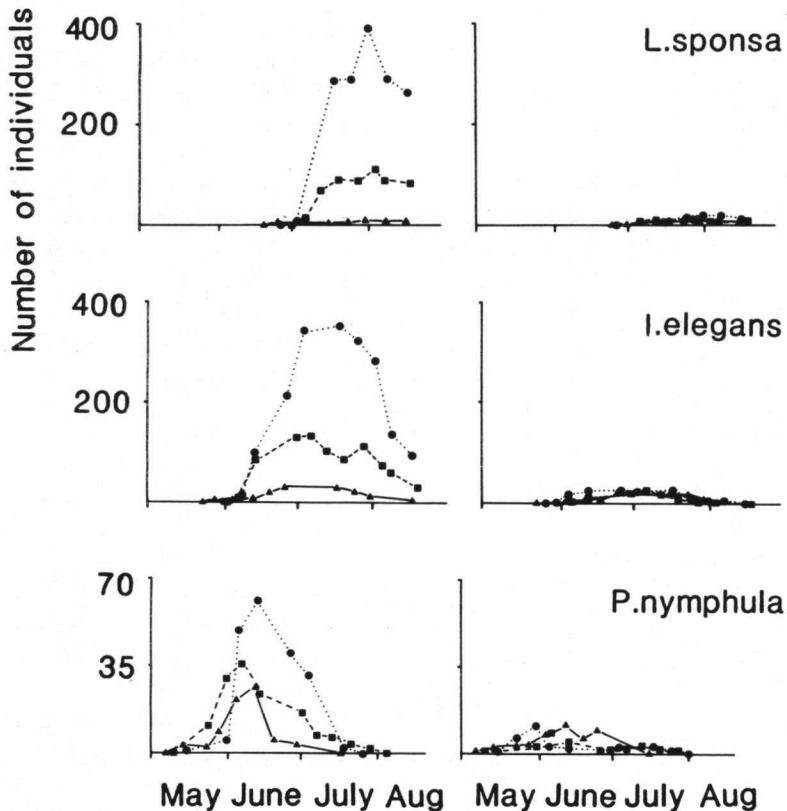 Number of individuals
400
200
L.sponsa
400
200
I.elegans
70
35
P.nymphula
May June July Aug
May June July Aug